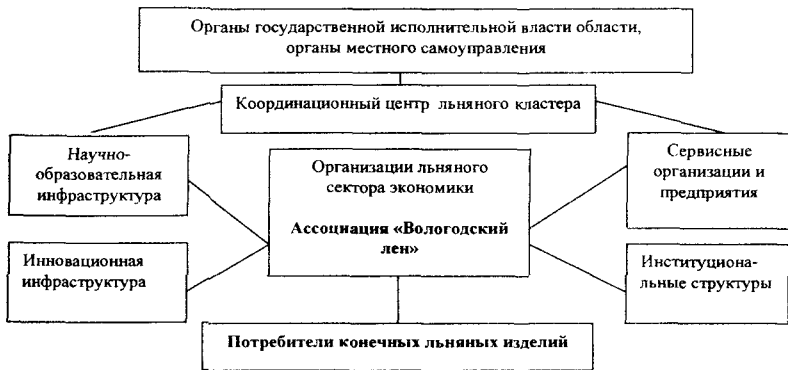 Органы государственной исполнительной власти области,
органы местного самоуправления
Координационный центр льняного кластера
Научно-
образовательная
инфраструктура
Организации льняного
сектора экономики
Ассоциация «Вологодский
лен»
Сервисные
организации и
предприятия
Инновационная
инфраструктура
Институциона-
льные структуры
Потребители конечных льняных изделий